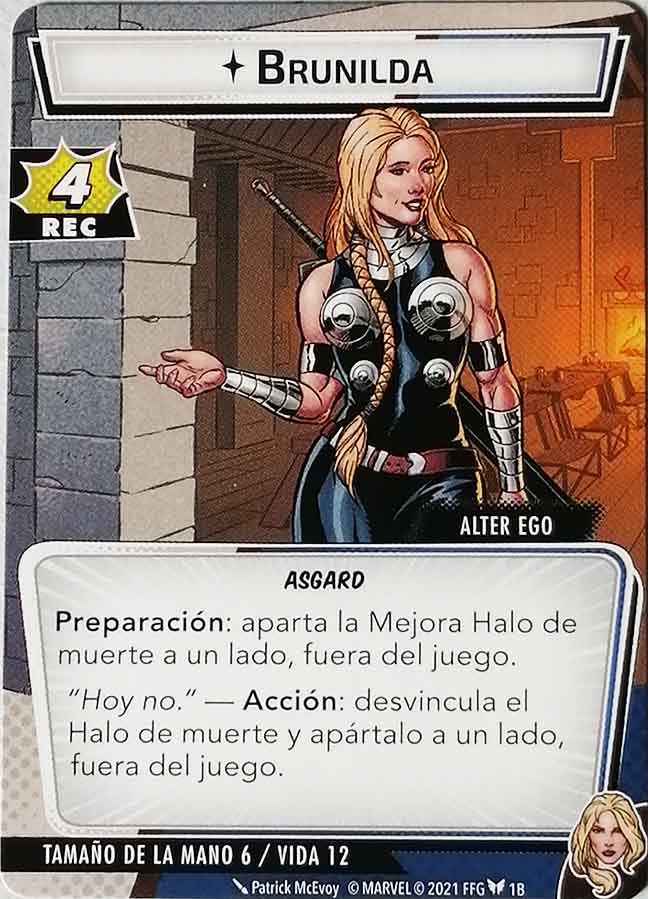 BRUNILDA
4
REC
ALTER EGO
ASGARD
Preparación: aparta la Mejora Halo de
muerte a un lado, fuera del juego.
“Hoy no.” — Acción: desvincula el
Halo de muerte y apártalo a un lado,
fuera del juego.
TAMAÑO DE LA MANO 6 / VIDA 12
Patrick McEvoy © MARVEL © 2021 FFG 1B